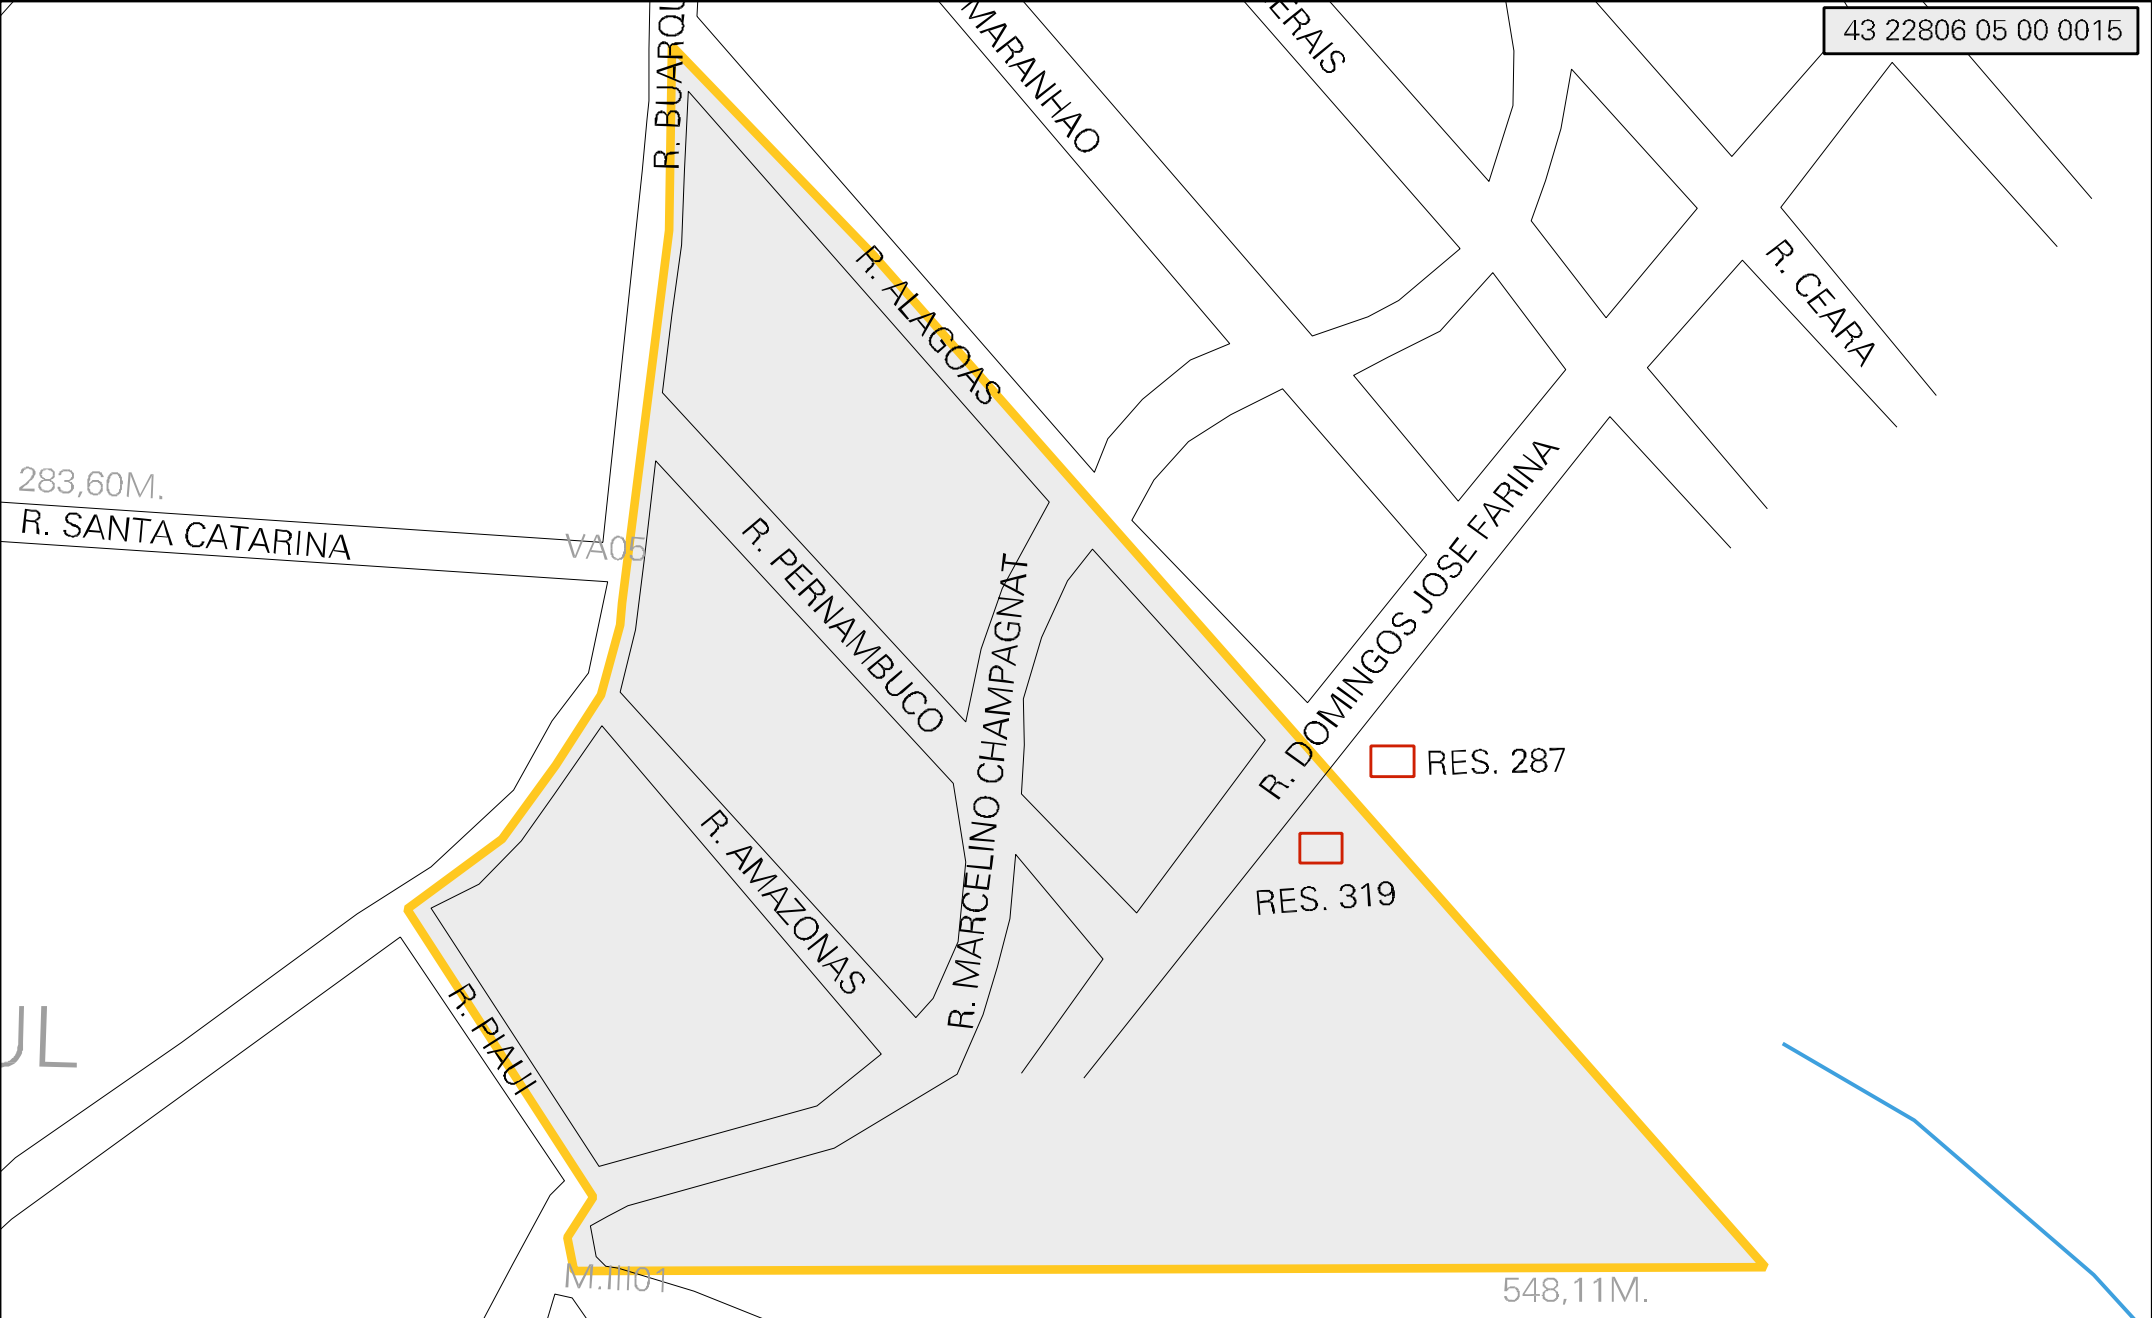 43 22806 05 00 0015
MARANHAO
ERAIS
R. BUARQU
R. ALAGOAS
R. CEARA
283,60M.
R. SANTA CATARINA
VA05
R. PERNAMBUCO
R. MARCELINO CHAMPAGNAT
R. DOMINGOS JOSE FARINA
RES. 287
RES. 319
R. AMAZONAS
R. PIAUI
UL
M.III01
548,11M.